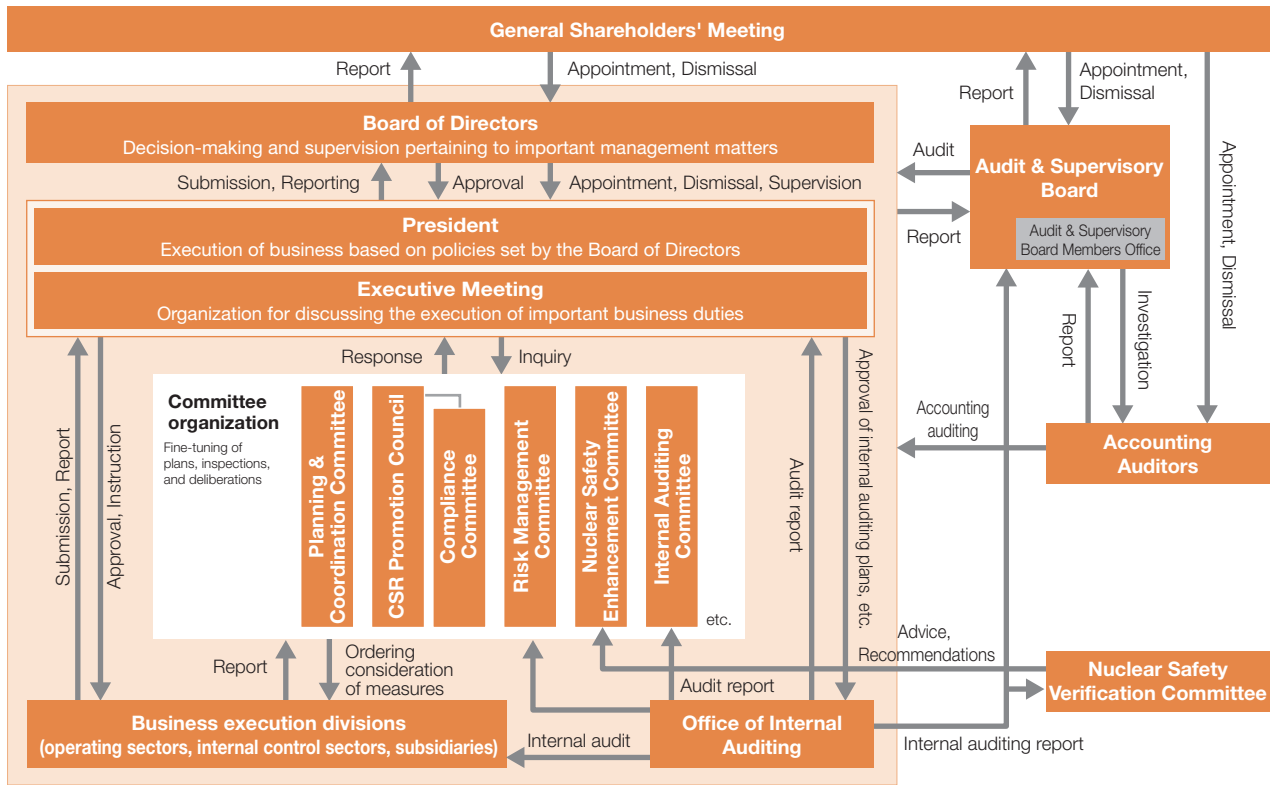 General Shareholders' Meeting
Report
Appointment, Dismissal
Report
Appointment,
Dismissal
Appointment, Dismissal
Board of Directors
Decision-making and supervision pertaining to important management matters
Audit
Audit & Supervisory
Board
Audit & Supervisory
Board Members Office
Submission, Reporting
Approval
Appointment, Dismissal, Supervision
Report
President
Execution of business based on policies set by the Board of Directors
Executive Meeting
Organization for discussing the execution of important business duties
Report
Investigation
Response
Inquiry
Submission, Report
Approval, Instruction
Committee
organization
Fine-tuning of
plans, inspections,
and deliberations
Planning &
Coordination Committee
CSR Promotion Council
Compliance
Committee
Risk Management
Committee
Nuclear Safety
Enhancement Committee
Internal Auditing
Committee
etc.
Audit report
Approval of internal auditing plans, etc.
Accounting
auditing
Accounting
Auditors
Report
Ordering
consideration
of measures
Audit report
Advice,
Recommendations
Nuclear Safety
Verification Committee
Business execution divisions
(operating sectors, internal control sectors, subsidiaries)
Internal audit
Office of Internal
Auditing
Internal auditing report